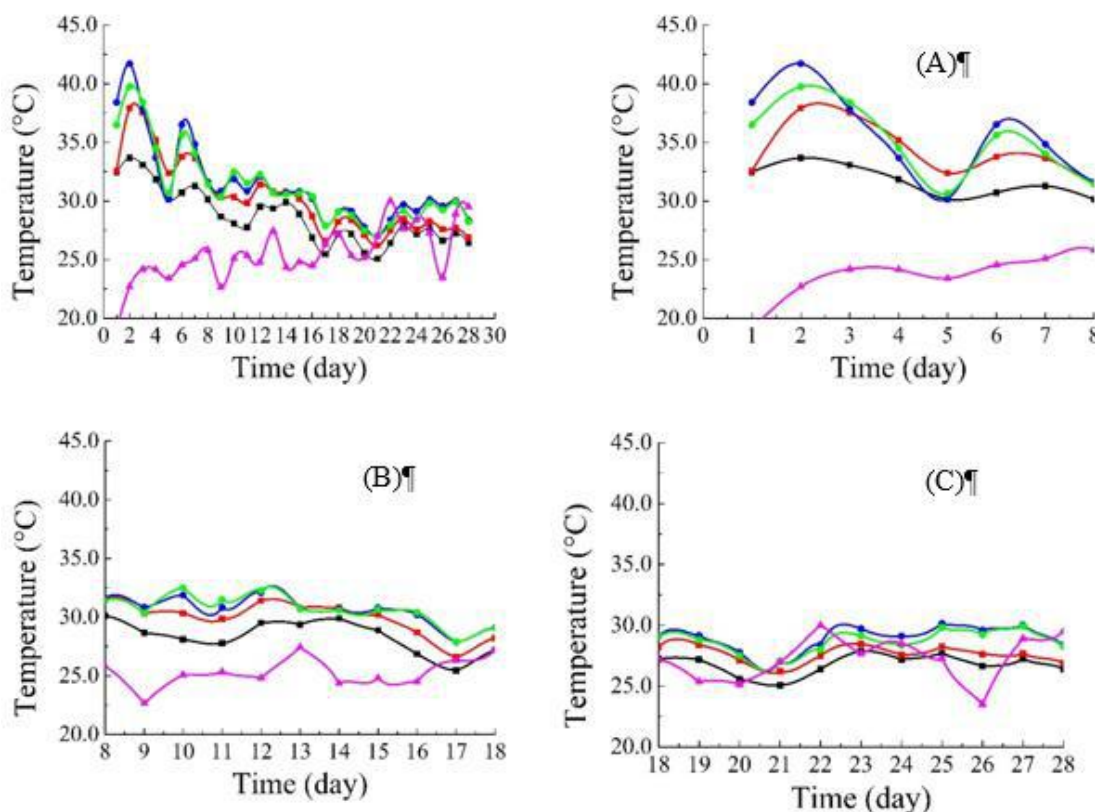 45.0
40.0
35.0
30.0
25.0
20.0
Temperature (°C)
0 2 4 6 8 10 12 14 16 18 20 22 24 26 28 30
Time (day)
45.0
40.0
35.0
30.0
25.0
20.0
Temperature (°C)
(A)¶
0 1 2 3 4 5 6 7 8
Time (day)
45.0
40.0
35.0
30.0
25.0
20.0
Temperature (°C)
(B)¶
8 9 10 11 12 13 14 15 16 17 18
Time (day)
45.0
40.0
35.0
30.0
25.0
20.0
Temperature (°C)
(C)¶
18 19 20 21 22 23 24 25 26 27 28
Time (day)